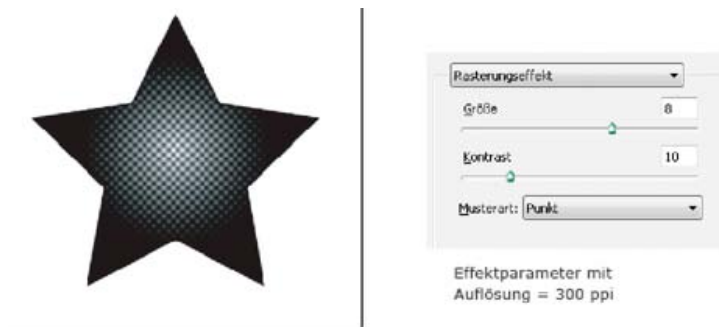 Rasterungseffekt
Größe 8
Kontrast 10
Musterart: Punkt
Effektparameter mit
Auflösung = 300 ppi